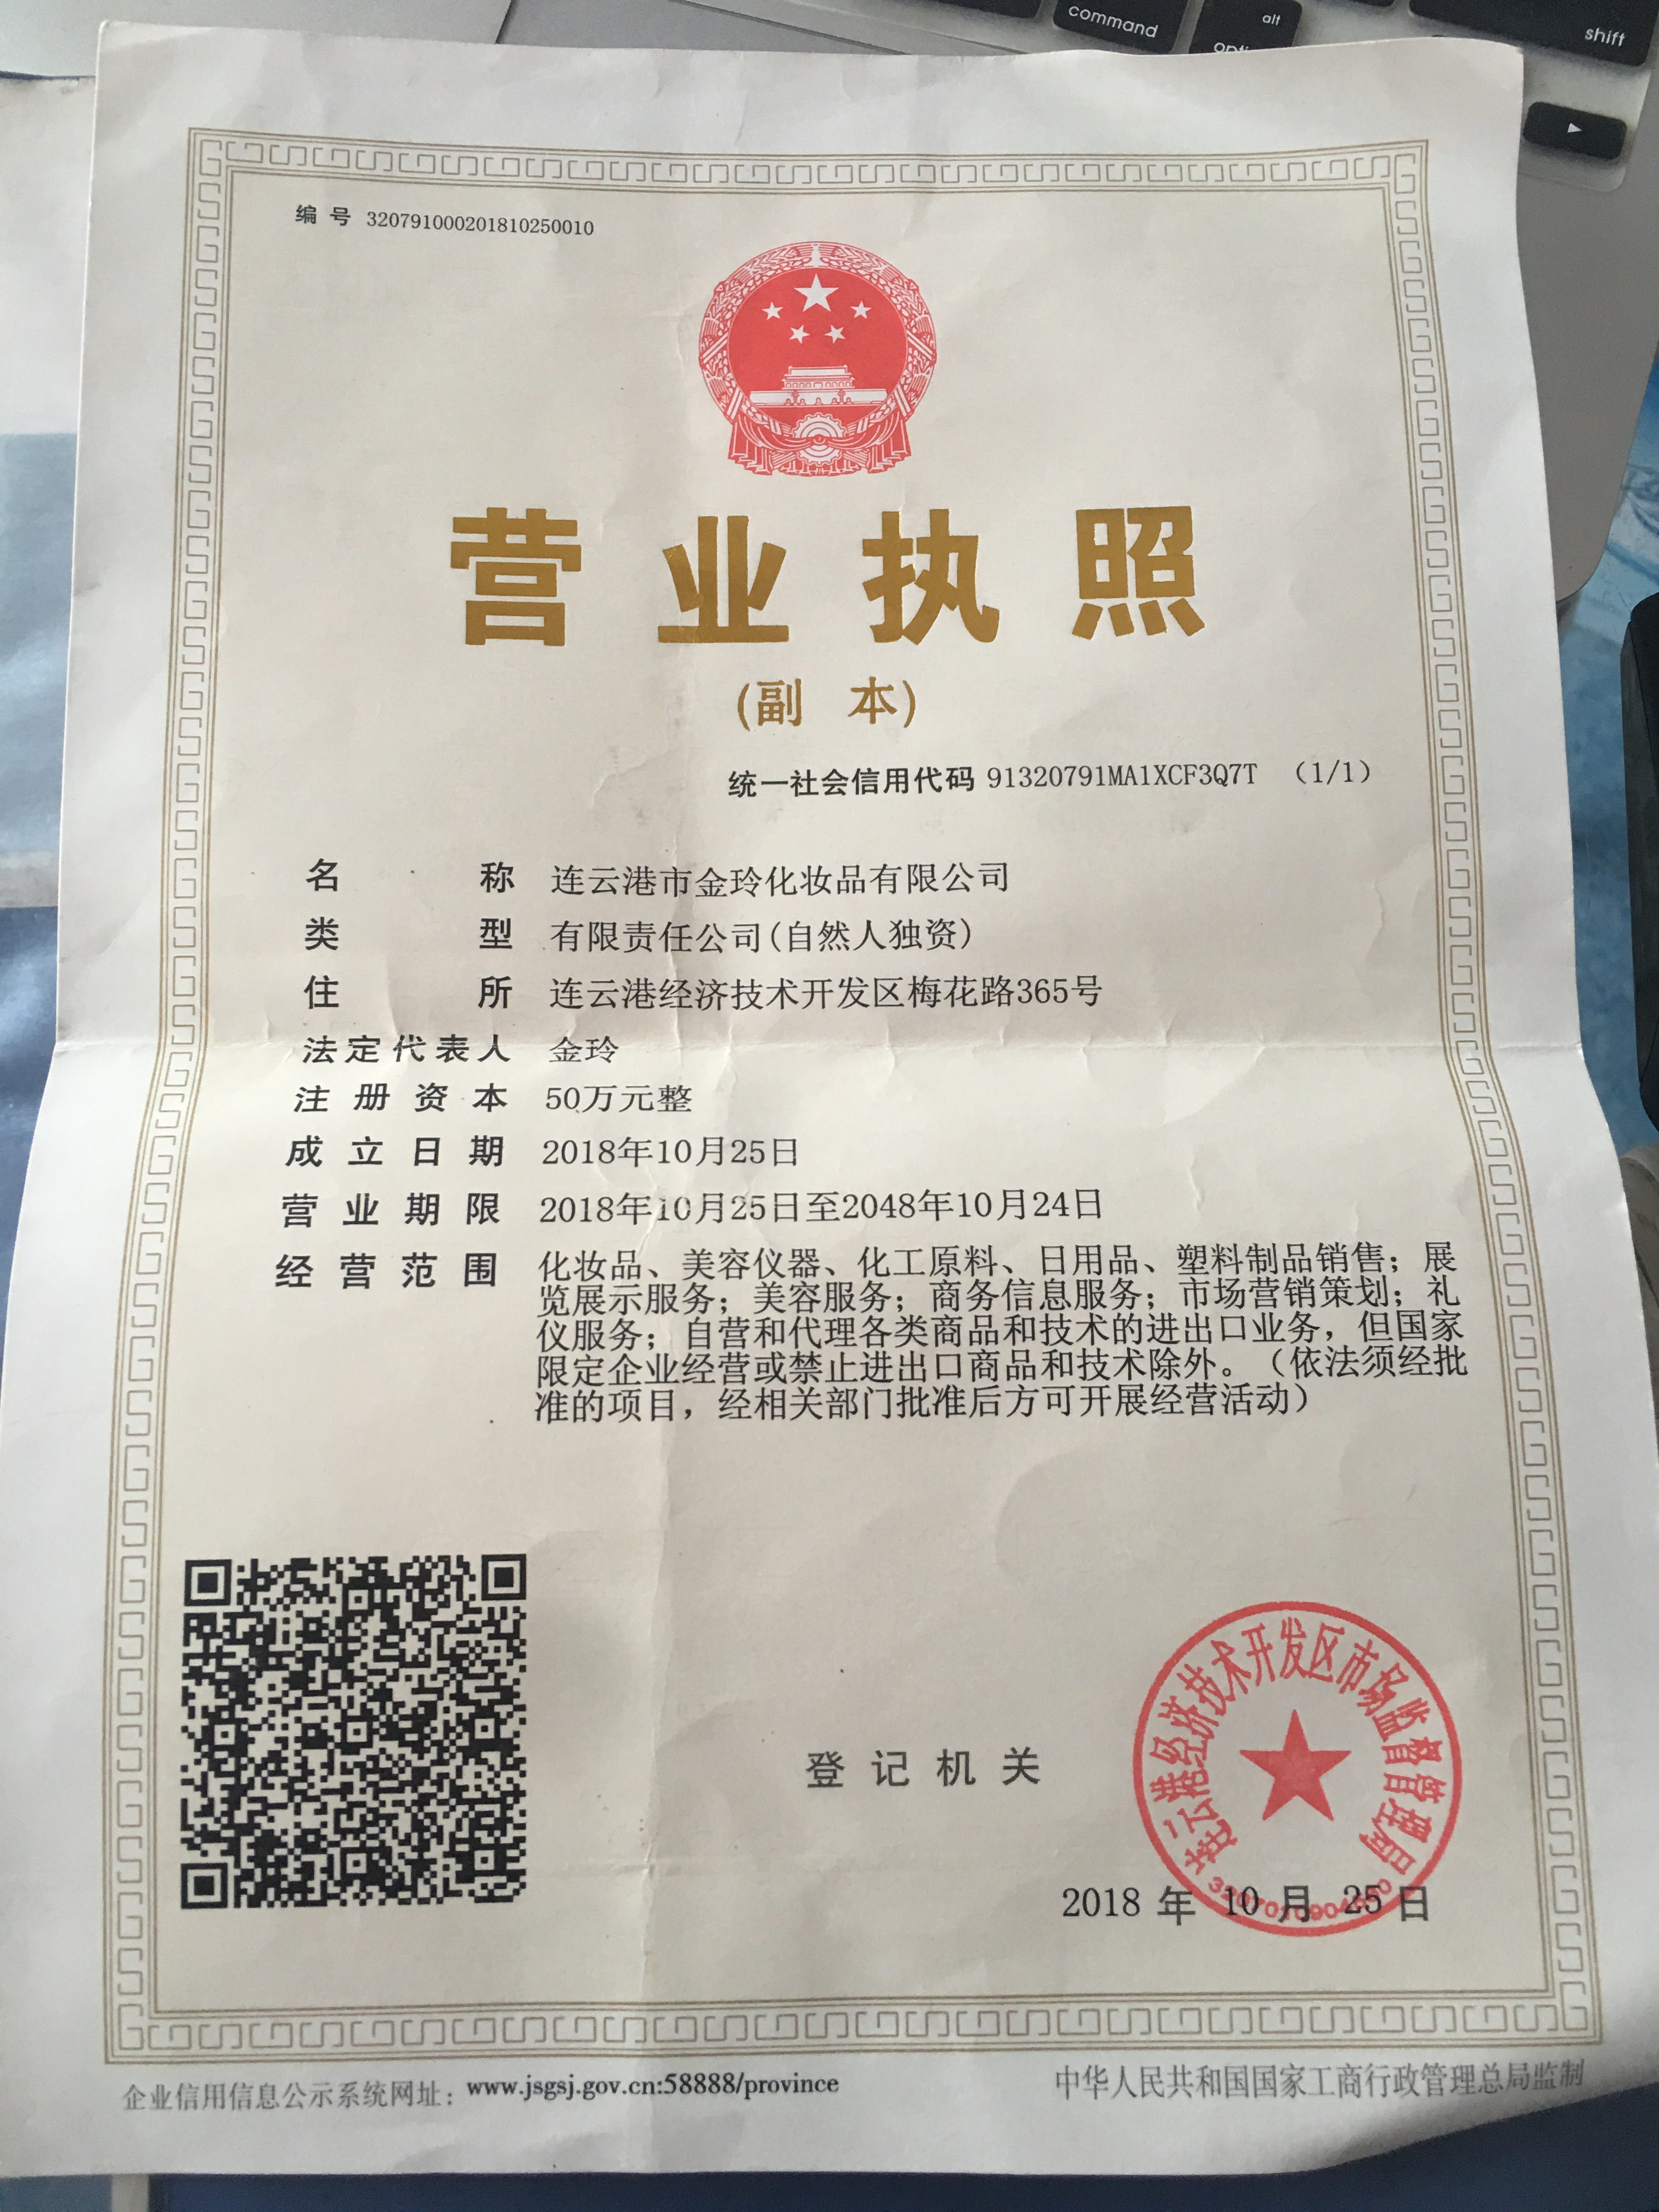 command
alt
shift
编号 320791000201810250010
营业执照
(副 本)
统一社会信用代码 91320791MA1XCF3Q7T （1/1）
名称 连云港市金玲化妆品有限公司
类型 有限责任公司(自然人独资)
住所 连云港经济技术开发区梅花路365号
法定代表人 金玲
注册资本 50万元整
成立日期 2018年10月25日
营业期限 2018年10月25日至2048年10月24日
经营范围 化妆品、美容仪器、化工原料、日用品、塑料制品销售；展
览展示服务；美容服务；商务信息服务；市场营销策划；礼
仪服务；自营和代理各类商品和技术的进出口业务，但国家
限定企业经营或禁止进出口商品和技术除外。（依法须经批
准的项目，经相关部门批准后方可开展经营活动）
连云港经济技术开发区市场监督管理局
登记机关
2018 年 10 月 25 日
企业信用信息公示系统网址：www.jsgsj.gov.cn:58888/province
中华人民共和国国家工商行政管理总局监制